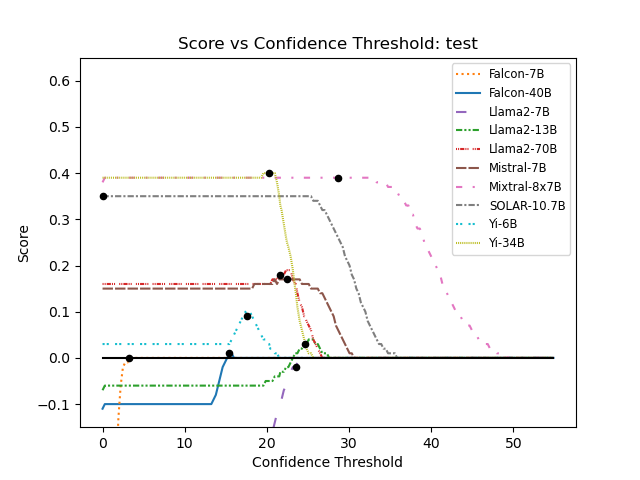 Score vs Confidence Threshold: test
0.6
0.5
0.4
0.3
0.2
0.1
0.0
−0.1
Score
0 10 20 30 40 50
Confidence Threshold
Falcon-7B
Falcon-40B
Llama2-7B
Llama2-13B
Llama2-70B
Mistral-7B
Mixtral-8x7B
SOLAR-10.7B
Yi-6B
Yi-34B